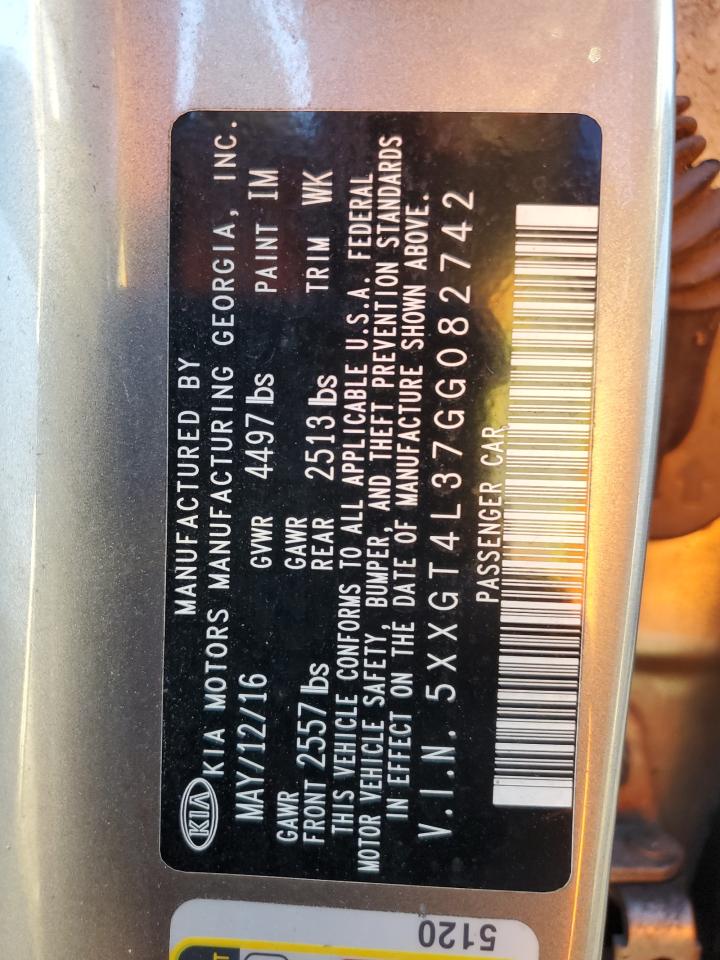 MANUFACTURED BY
KIA KIA MOTORS MANUFACTURING GEORGIA, INC.
MAY/12/16 GVWR 4497 lbs PAINT IM
GAWR GAWR
FRONT 2557 lbs REAR 2513 lbs TRIM WK
THIS VEHICLE CONFORMS TO ALL APPLICABLE U.S.A. FEDERAL
MOTOR VEHICLE SAFETY, BUMPER, AND THEFT PREVENTION STANDARDS
IN EFFECT ON THE DATE OF MANUFACTURE SHOWN ABOVE.
V.I.N. 5XXGT4L37GG082742
PASSENGER CAR
5120